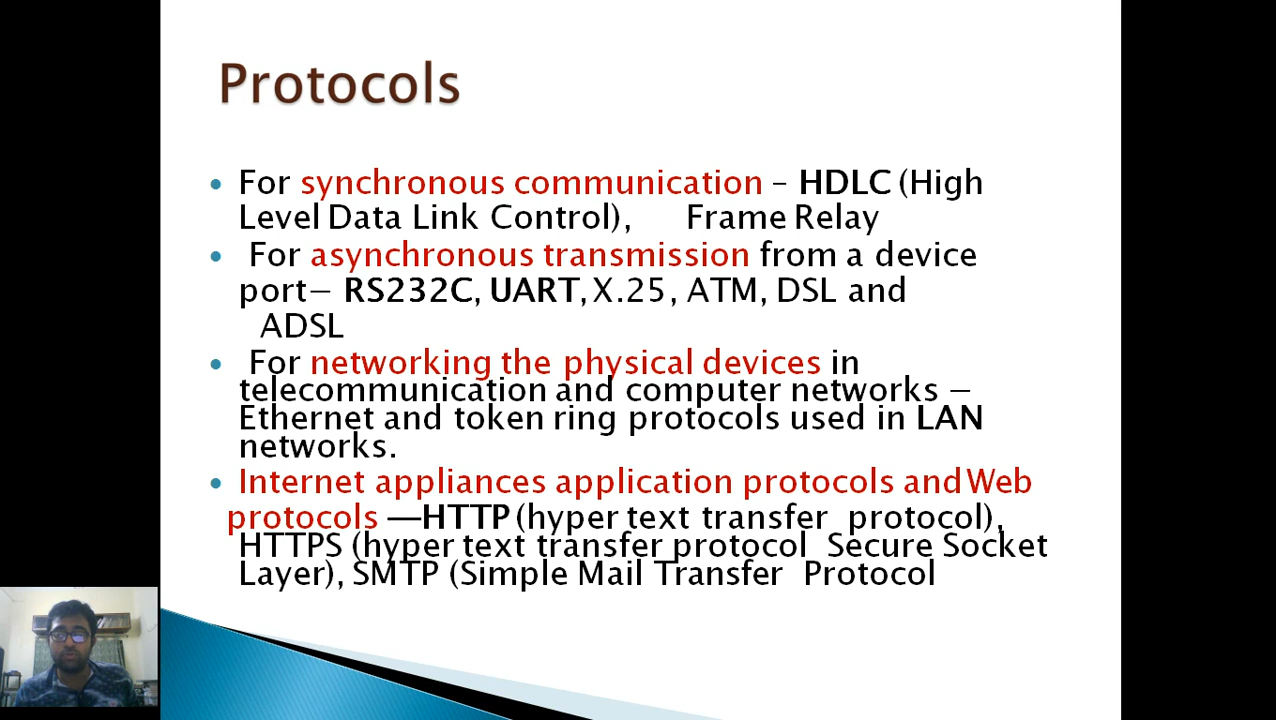 Protocols
• For synchronous communication – HDLC (High
Level Data Link Control), Frame Relay
• For asynchronous transmission from a device
port— RS232C, UART, X.25, ATM, DSL and
ADSL
• For networking the physical devices in
telecommunication and computer networks —
Ethernet and token ring protocols used in LAN
networks.
• Internet appliances application protocols and Web
protocols —HTTP (hyper text transfer protocol),
HTTPS (hyper text transfer protocol Secure Socket
Layer), SMTP (Simple Mail Transfer Protocol